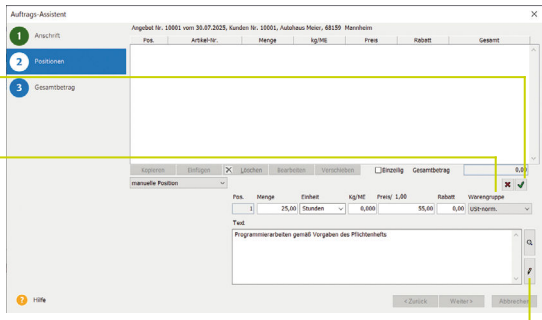 Auftrags-Assistent
1 Anschrift
2 Positionen
3 Gesamtbetrag
Angebot Nr. 10001 vom 30.07.2025, Kunden Nr. 10001, Autohaus Meier, 68159 Mannheim
Pos. Artikel-Nr. Menge kg/ME Preis Rabatt Gesamt
Kopieren Einfügen Löschen Bearbeiten Verschieben Einzeilig Gesamtbetrag 0,00
manuelle Position
Pos. Menge Einheit Kg/ME Preis/ 1,00 Rabatt Warengruppe
1 25,00 Stunden 0,000 55,00 0,00 USt-norm.
Text
Programmierarbeiten gemäß Vorgaben des Pflichtenhefts
? Hilfe
< Zurück Weiter > Abbrechen